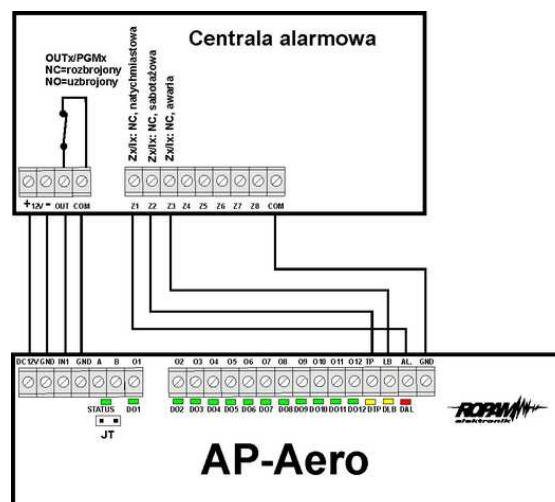 Centrala alarmowa
OUTx/PGMx
NC=rozbrojony
NO=uzbrojony
Zx/Ix: NC, natychmiastowa
Zx/Ix: NC, sabotażowa
Zx/Ix: NC, awaria
+ 12V - OUT COM
Z1 Z2 Z3 Z4 Z5 Z6 Z7 Z8 COM
DC12V GND IN1 GND A B O1
O2 O3 O4 O5 O6 O7 O8 O9 O10 O11 O12 TP LB AL. GND
STATUS DO1
DO2 DO3 DO4 DO5 DO6 DO7 DO8 DO9 DO10 DO11 DO12 DTP DLB DAL
JT
ROPAM
elektronik
AP-Aero